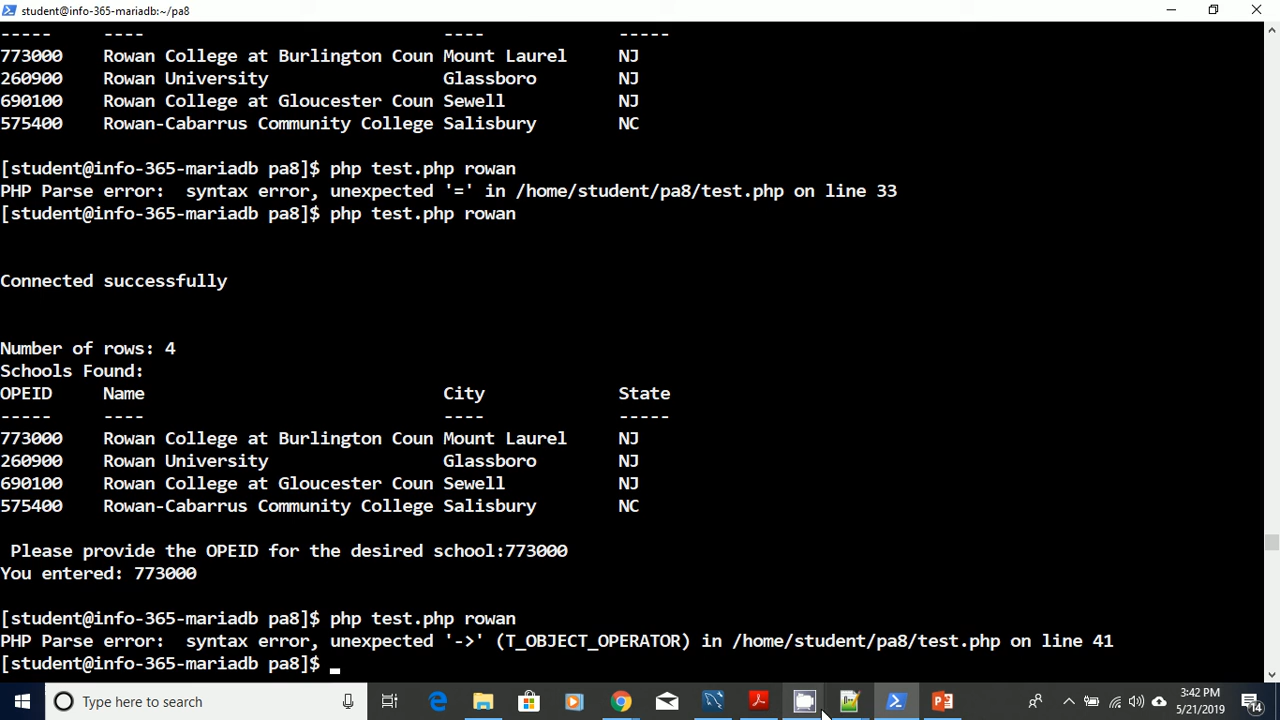 student@info-365-mariadb:~/pa8
-----     ----                             ----             -----
773000    Rowan College at Burlington Coun Mount Laurel     NJ
260900    Rowan University                 Glassboro        NJ
690100    Rowan College at Gloucester Coun Sewell           NJ
575400    Rowan-Cabarrus Community College Salisbury        NC
[student@info-365-mariadb pa8]$ php test.php rowan
PHP Parse error:  syntax error, unexpected '=' in /home/student/pa8/test.php on line 33
[student@info-365-mariadb pa8]$ php test.php rowan
Connected successfully
Number of rows: 4
Schools Found:
OPEID     Name                             City             State
-----     ----                             ----             -----
773000    Rowan College at Burlington Coun Mount Laurel     NJ
260900    Rowan University                 Glassboro        NJ
690100    Rowan College at Gloucester Coun Sewell           NJ
575400    Rowan-Cabarrus Community College Salisbury        NC
Please provide the OPEID for the desired school:773000
You entered: 773000
[student@info-365-mariadb pa8]$ php test.php rowan
PHP Parse error:  syntax error, unexpected '->' (T_OBJECT_OPERATOR) in /home/student/pa8/test.php on line 41
[student@info-365-mariadb pa8]$ _
Type here to search
3:42 PM
5/21/2019
14